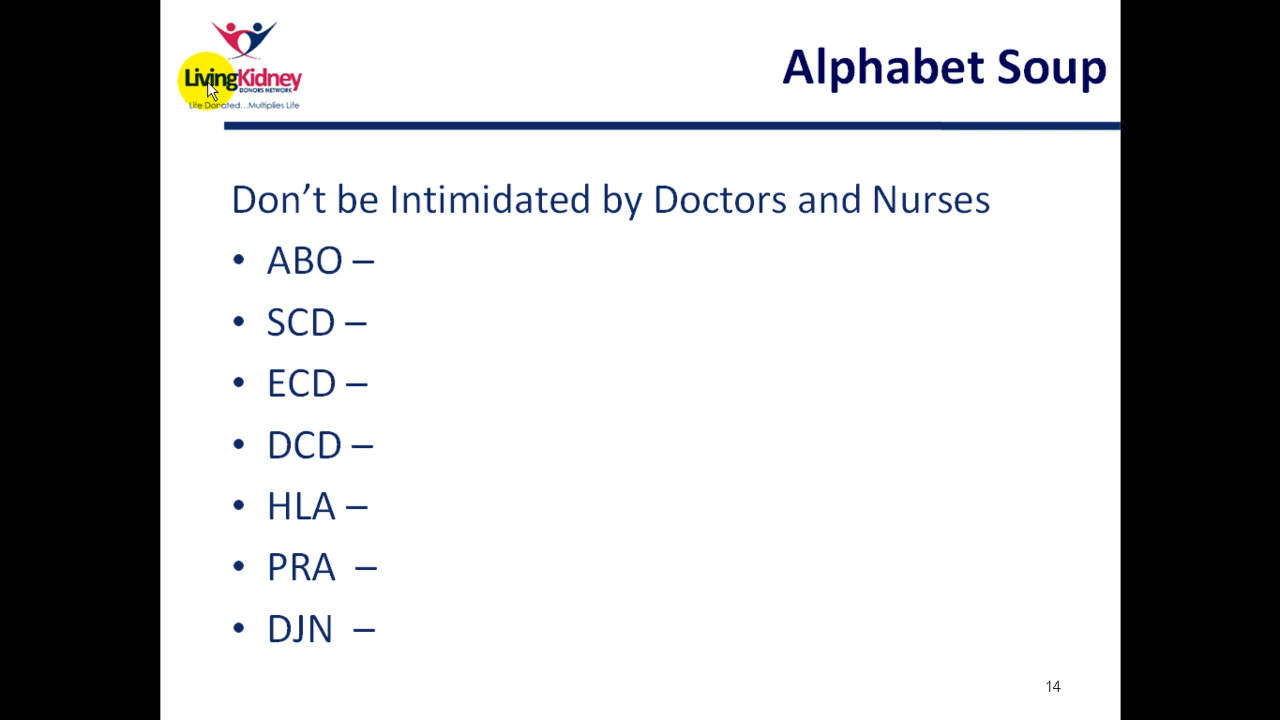 LivingKidney
DONORS NETWORK
Life Donated...Multiplies Life
Alphabet Soup
Don’t be Intimidated by Doctors and Nurses
• ABO –
• SCD –
• ECD –
• DCD –
• HLA –
• PRA –
• DJN –
14